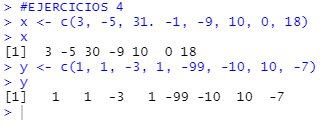 > #EJERCICIOS 4
> x <- c(3, -5, 31. -1, -9, 10, 0, 18)
> x
[1]  3 -5 30 -9 10  0 18
> y <- c(1, 1, -3, 1, -99, -10, 10, -7)
> y
[1]   1   1  -3   1 -99 -10  10  -7
>